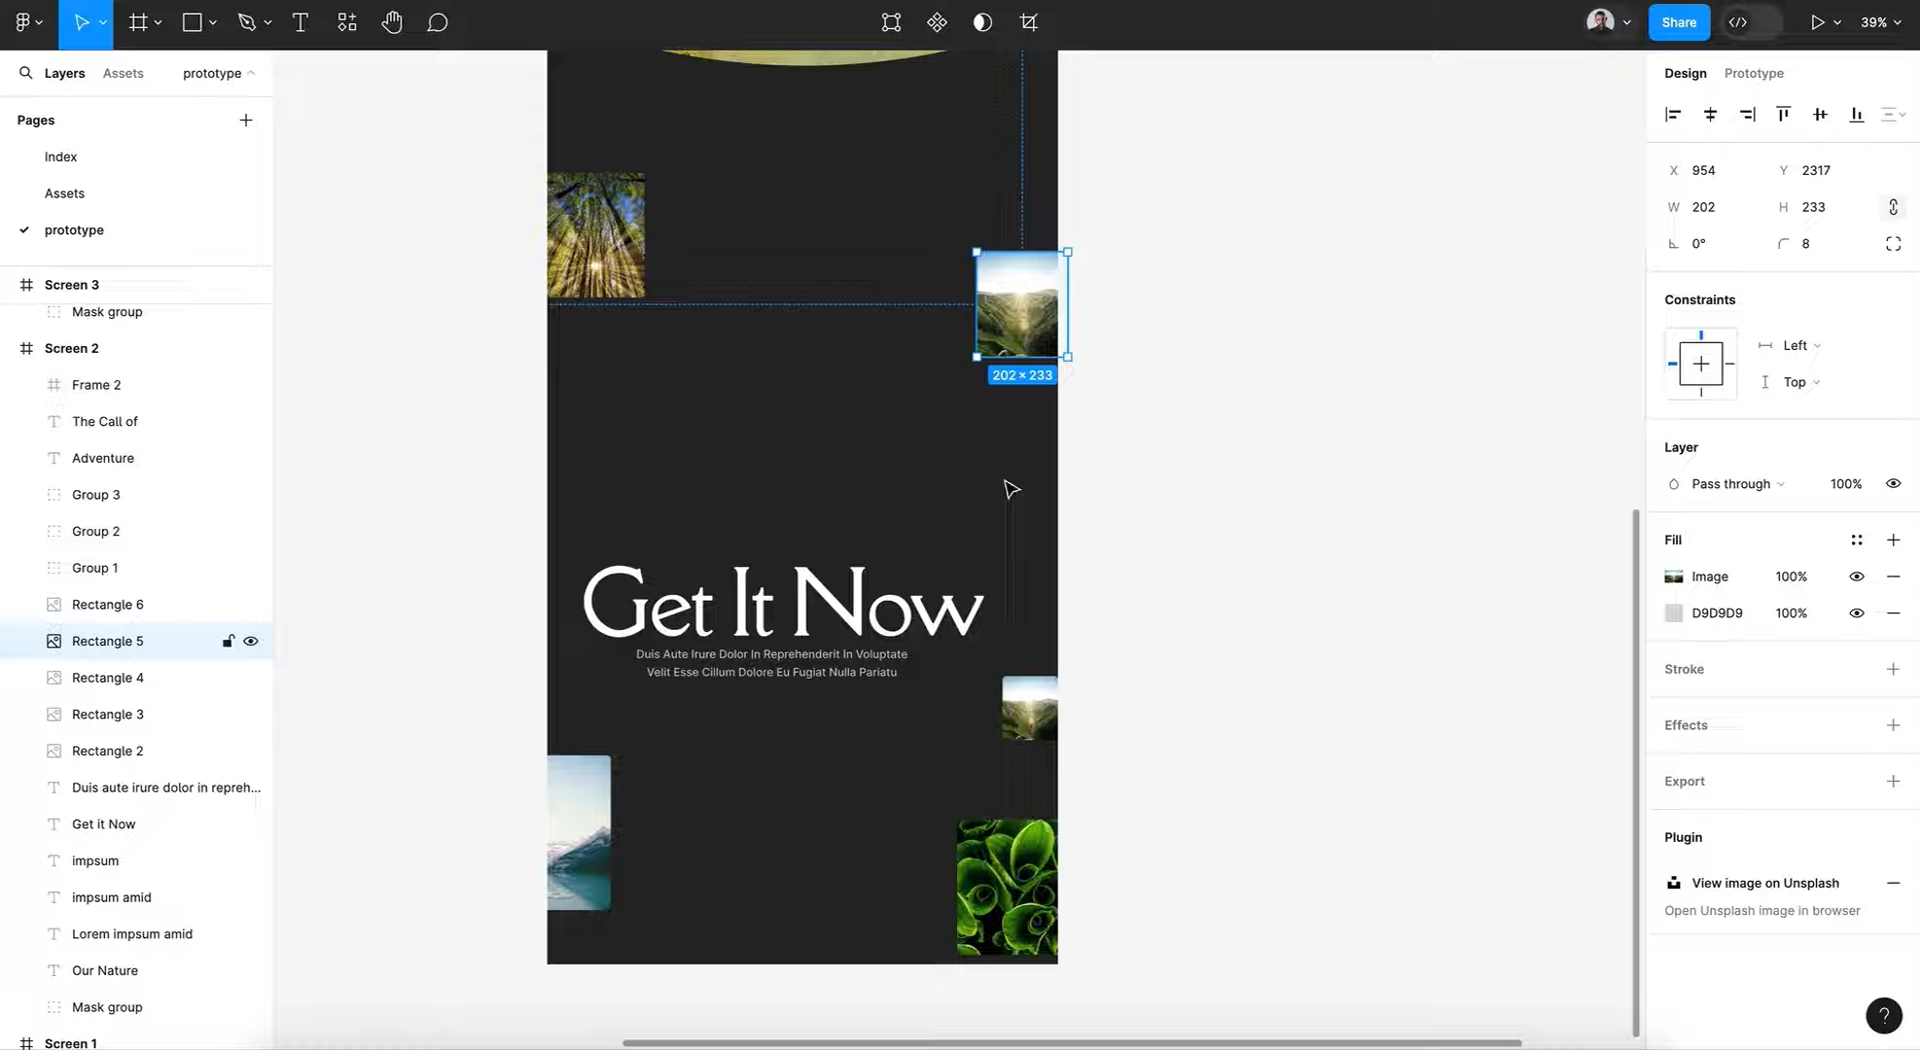 Share
39%
Layers
Assets
prototype
Pages
Index
Assets
prototype
Screen 3
Mask group
Screen 2
Frame 2
The Call of
Adventure
Group 3
Group 2
Group 1
Rectangle 6
Rectangle 5
Rectangle 4
Rectangle 3
Rectangle 2
Duis aute irure dolor in repreh...
Get it Now
impsum
impsum amid
Lorem impsum amid
Our Nature
Mask group
Screen 1
202 × 233
Get It Now
Duis Aute Irure Dolor In Reprehenderit In Voluptate
Velit Esse Cillum Dolore Eu Fugiat Nulla Pariatu
Design
Prototype
X 954 Y 2317
W 202 H 233
0° 8
Constraints
Left
Top
Layer
Pass through 100%
Fill
Image 100%
D9D9D9 100%
Stroke
Effects
Export
Plugin
View image on Unsplash
Open Unsplash image in browser
?